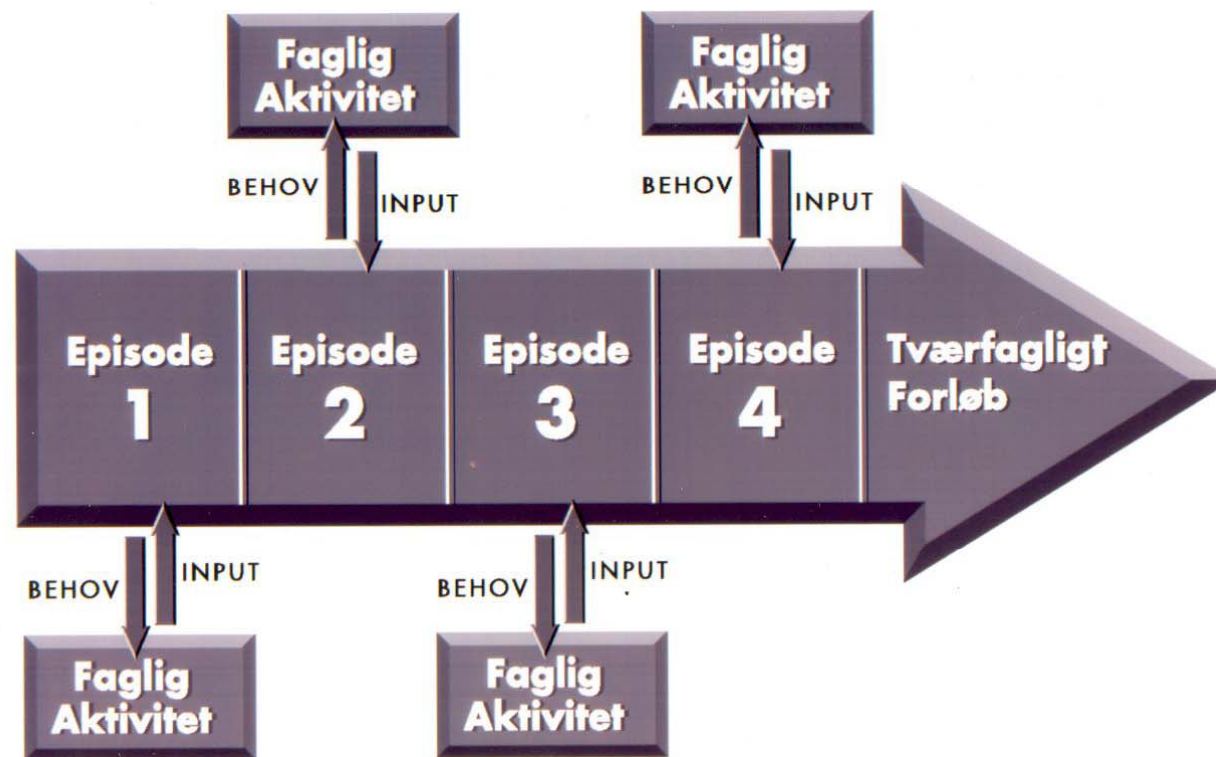 Faglig
Aktivitet
Faglig
Aktivitet
BEHOV
INPUT
BEHOV
INPUT
Episode
1
Episode
2
Episode
3
Episode
4
Tværfagligt
Forløb
BEHOV
INPUT
BEHOV
INPUT
Faglig
Aktivitet
Faglig
Aktivitet